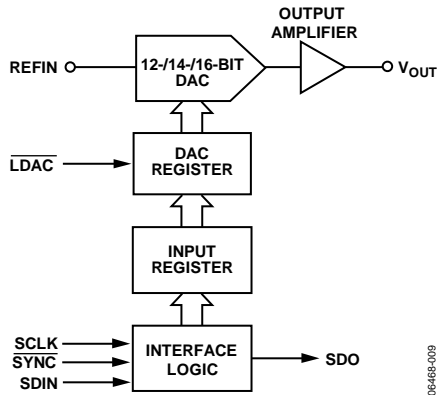 OUTPUT
AMPLIFIER
REFIN
12-/14-/16-BIT
DAC
VOUT
LDAC
DAC
REGISTER
INPUT
REGISTER
SCLK
SYNC
SDIN
INTERFACE
LOGIC
SDO
06468-009